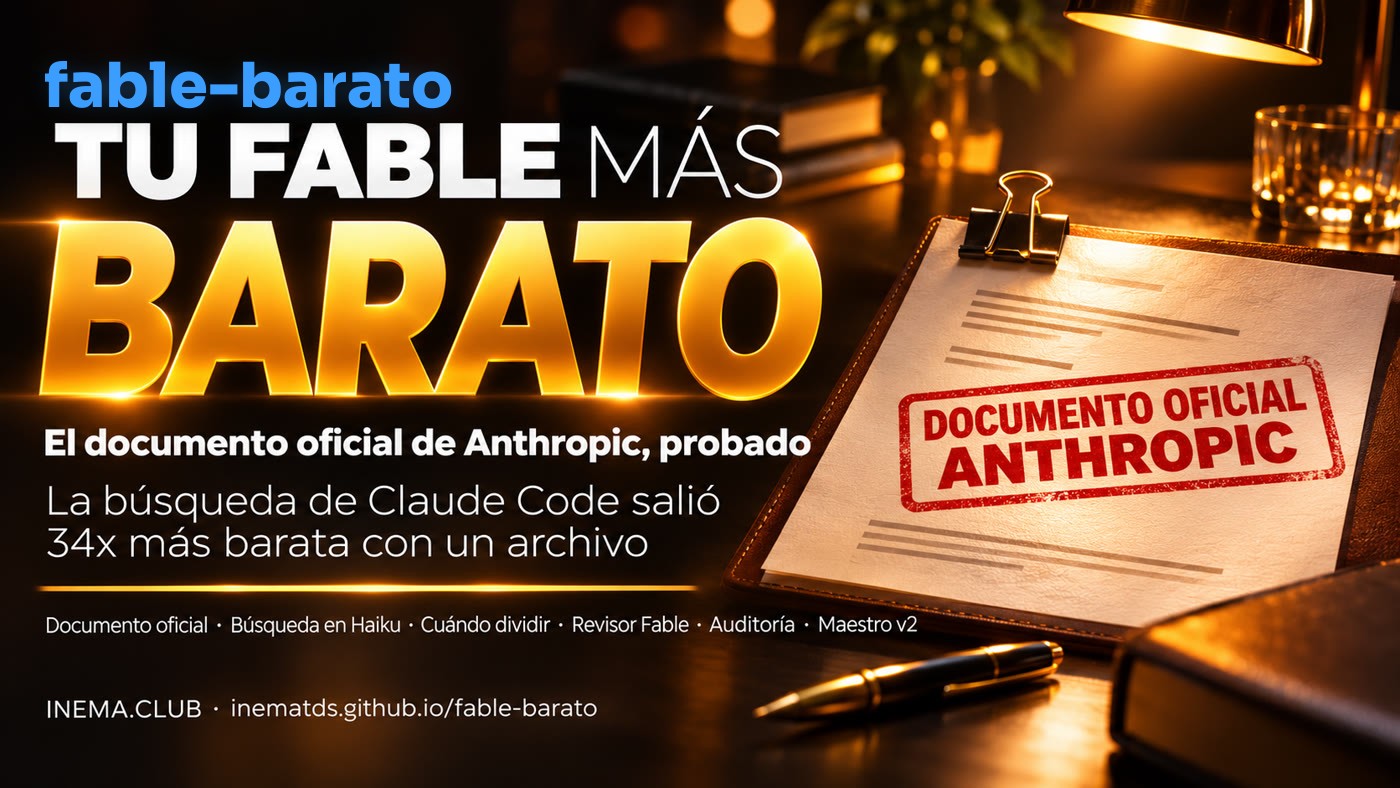 fable-barato
TU FABLE MÁS
BARATO
El documento oficial de Anthropic, probado
La búsqueda de Claude Code salió
34x más barata con un archivo
Documento oficial · Búsqueda en Haiku · Cuándo dividir · Revisor Fable · Auditoría · Maestro v2
INEMA.CLUB · inematds.github.io/fable-barato
DOCUMENTO OFICIAL
ANTHROPIC